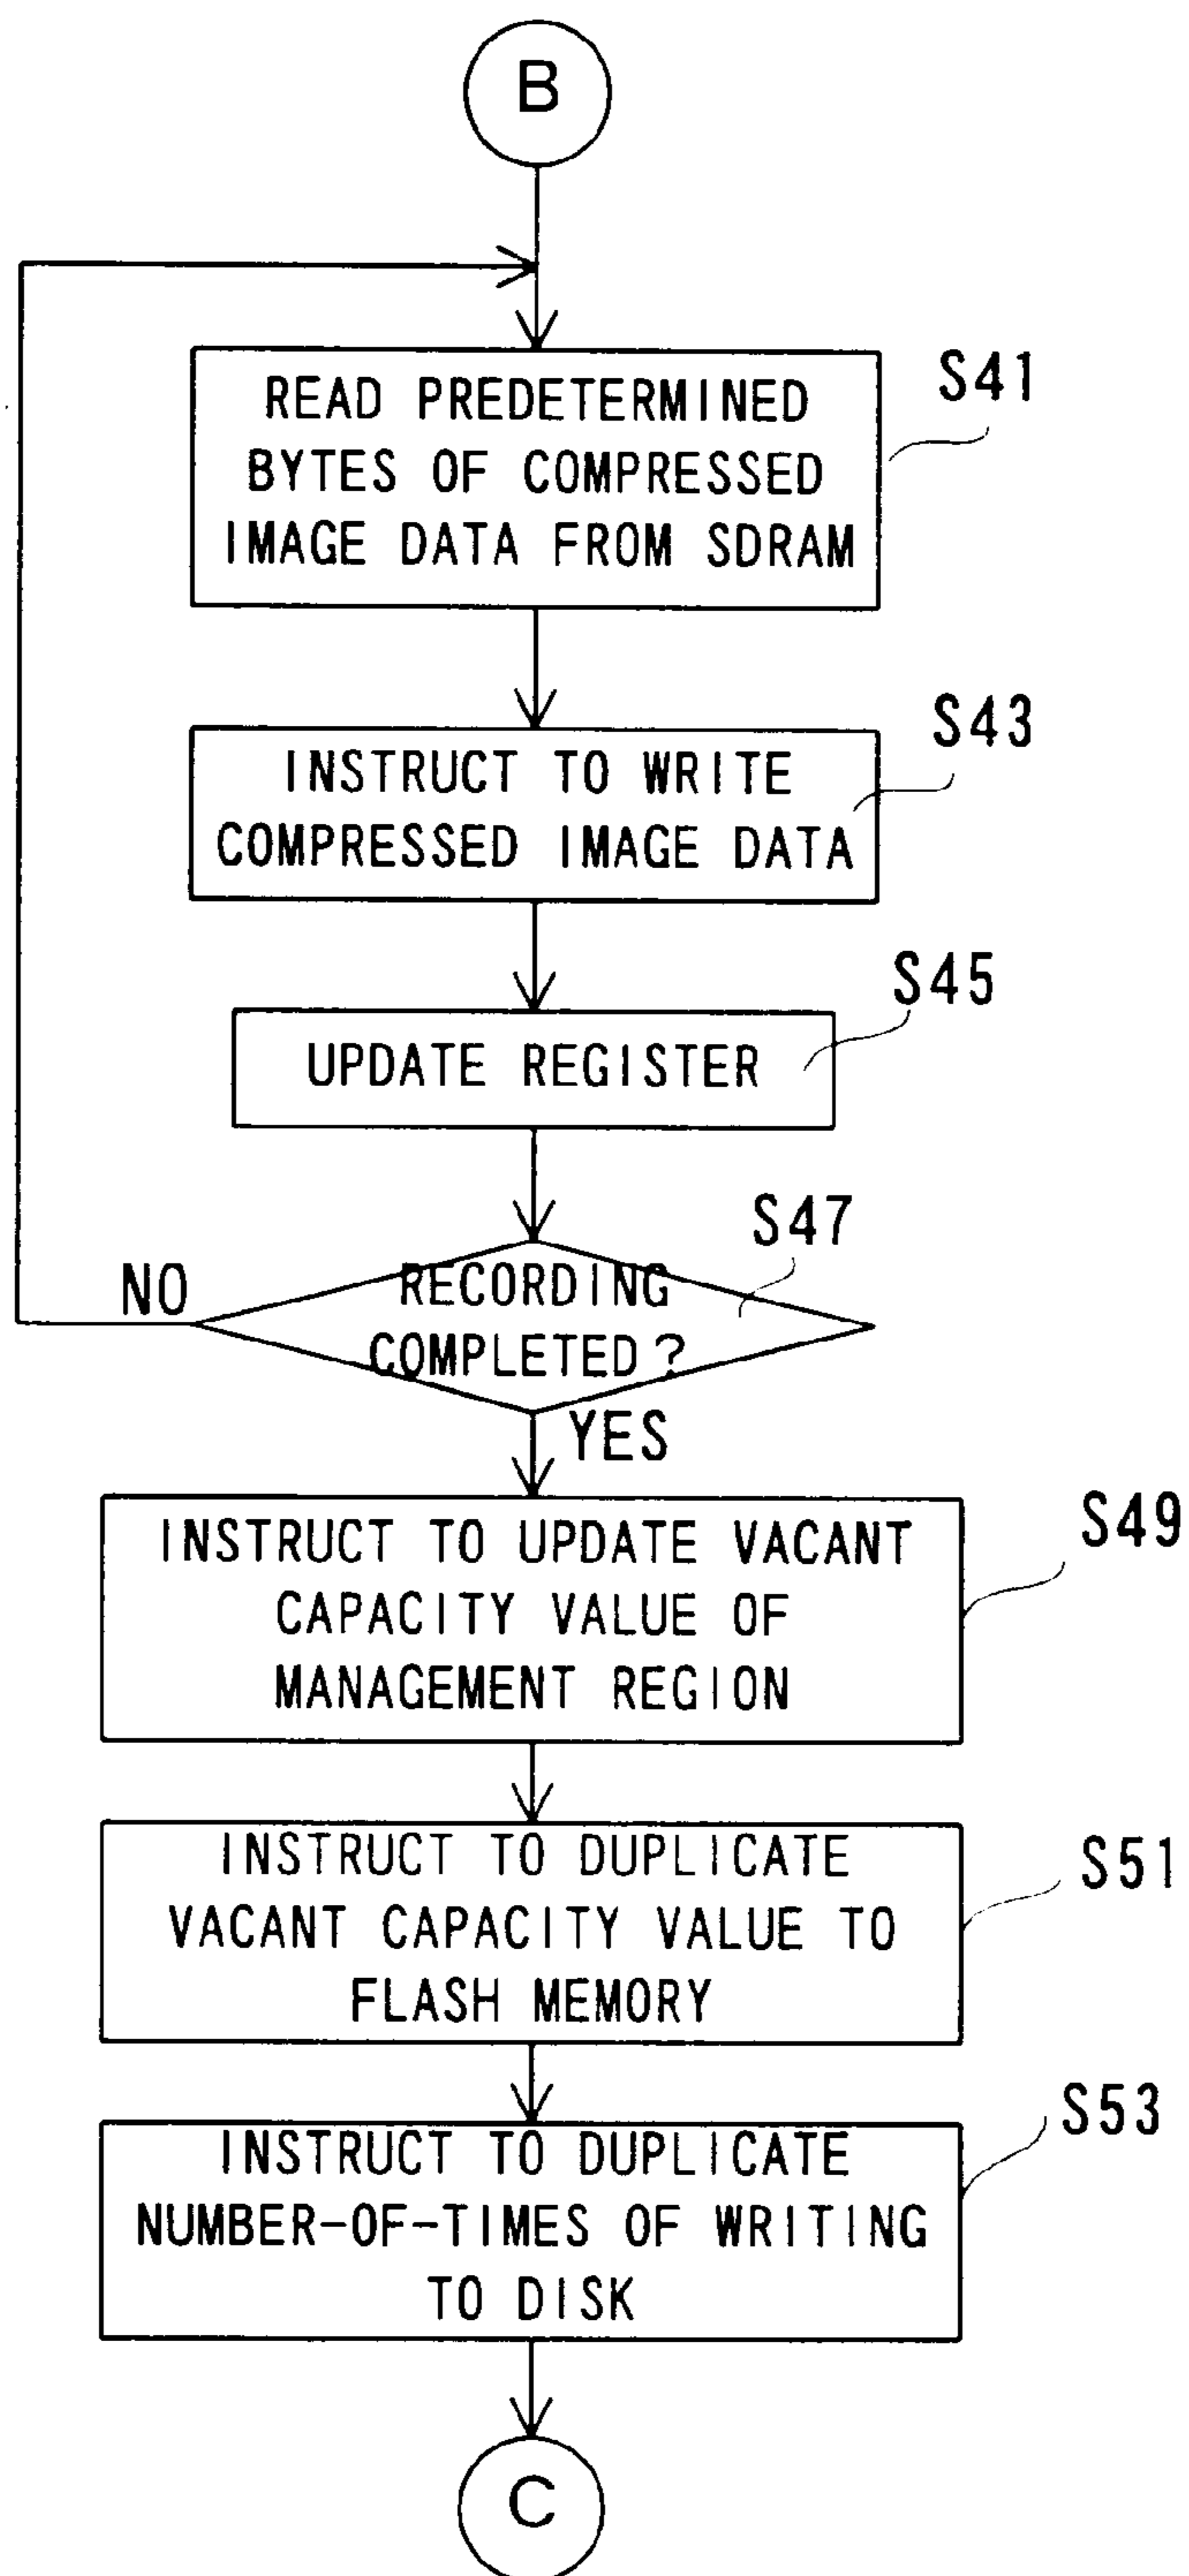 B
READ PREDETERMINED
BYTES OF COMPRESSED
IMAGE DATA FROM SDRAM
S41
INSTRUCT TO WRITE
COMPRESSED IMAGE DATA
S43
UPDATE REGISTER
S45
RECORDING
COMPLETED?
S47
NO
YES
INSTRUCT TO UPDATE VACANT
CAPACITY VALUE OF
MANAGEMENT REGION
S49
INSTRUCT TO DUPLICATE
VACANT CAPACITY VALUE TO
FLASH MEMORY
S51
INSTRUCT TO DUPLICATE
NUMBER-OF-TIMES OF WRITING
TO DISK
S53
C